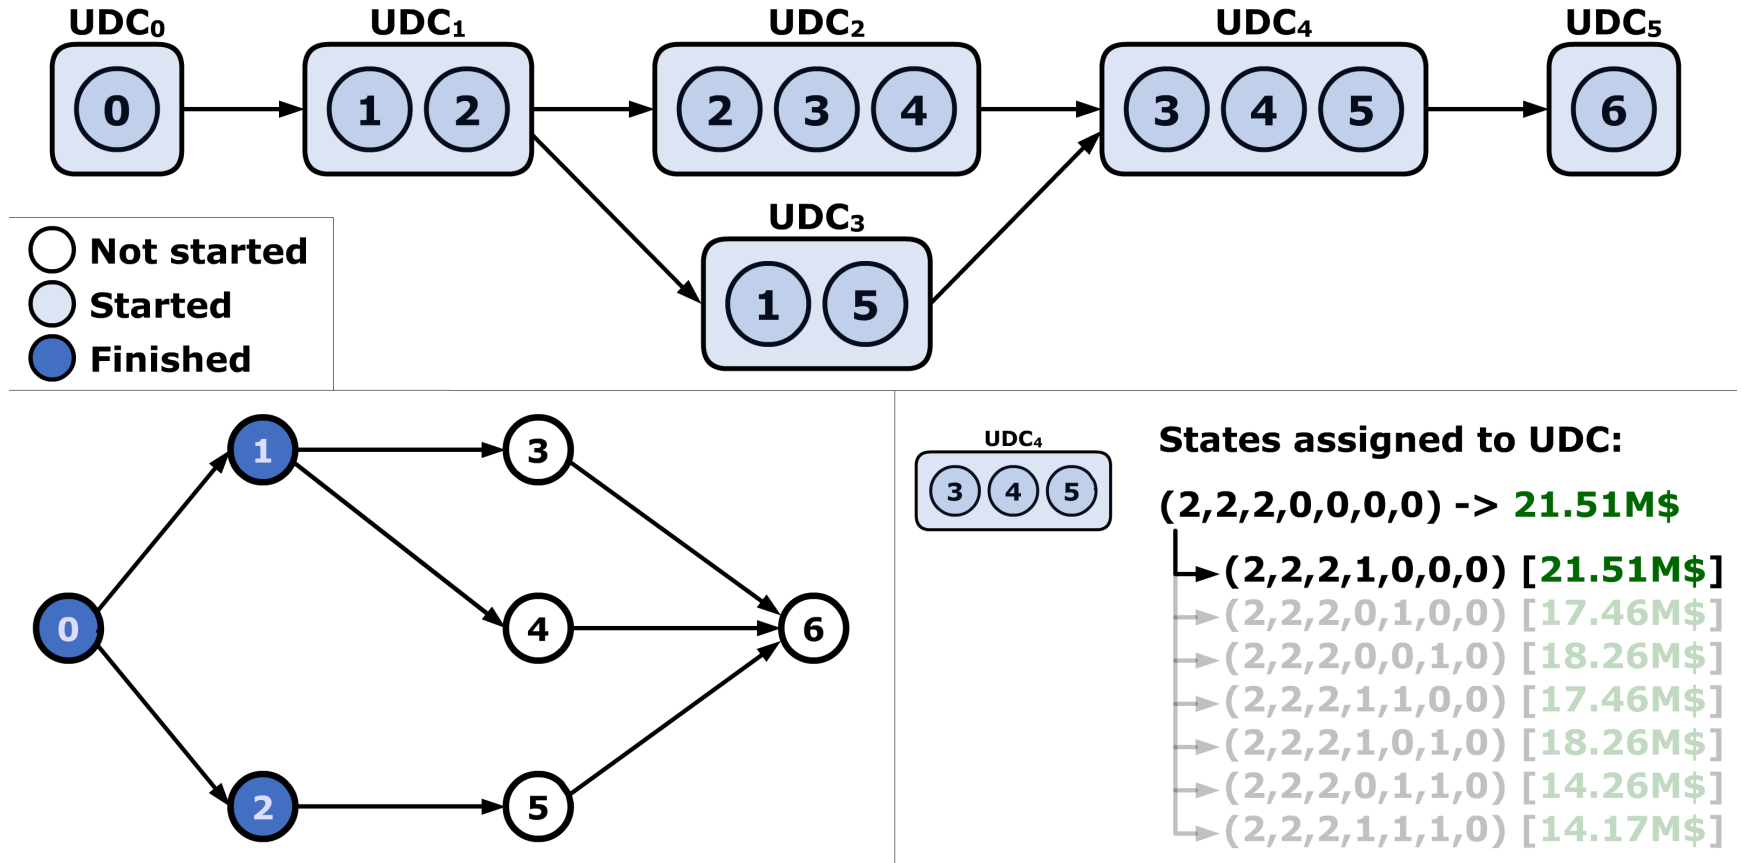 UDC₀ UDC₁ UDC₂ UDC₄ UDC₅
0 1 2 2 3 4 3 4 5 6
UDC₃
1 5
Not started
Started
Finished
0
1
2
3
4
5
6
UDC₄
3 4 5
States assigned to UDC:
(2,2,2,0,0,0,0) -> 21.51M$
(2,2,2,1,0,0,0) [21.51M$]
(2,2,2,0,1,0,0) [17.46M$]
(2,2,2,0,0,1,0) [18.26M$]
(2,2,2,1,1,0,0) [17.46M$]
(2,2,2,1,0,1,0) [18.26M$]
(2,2,2,0,1,1,0) [14.26M$]
(2,2,2,1,1,1,0) [14.17M$]